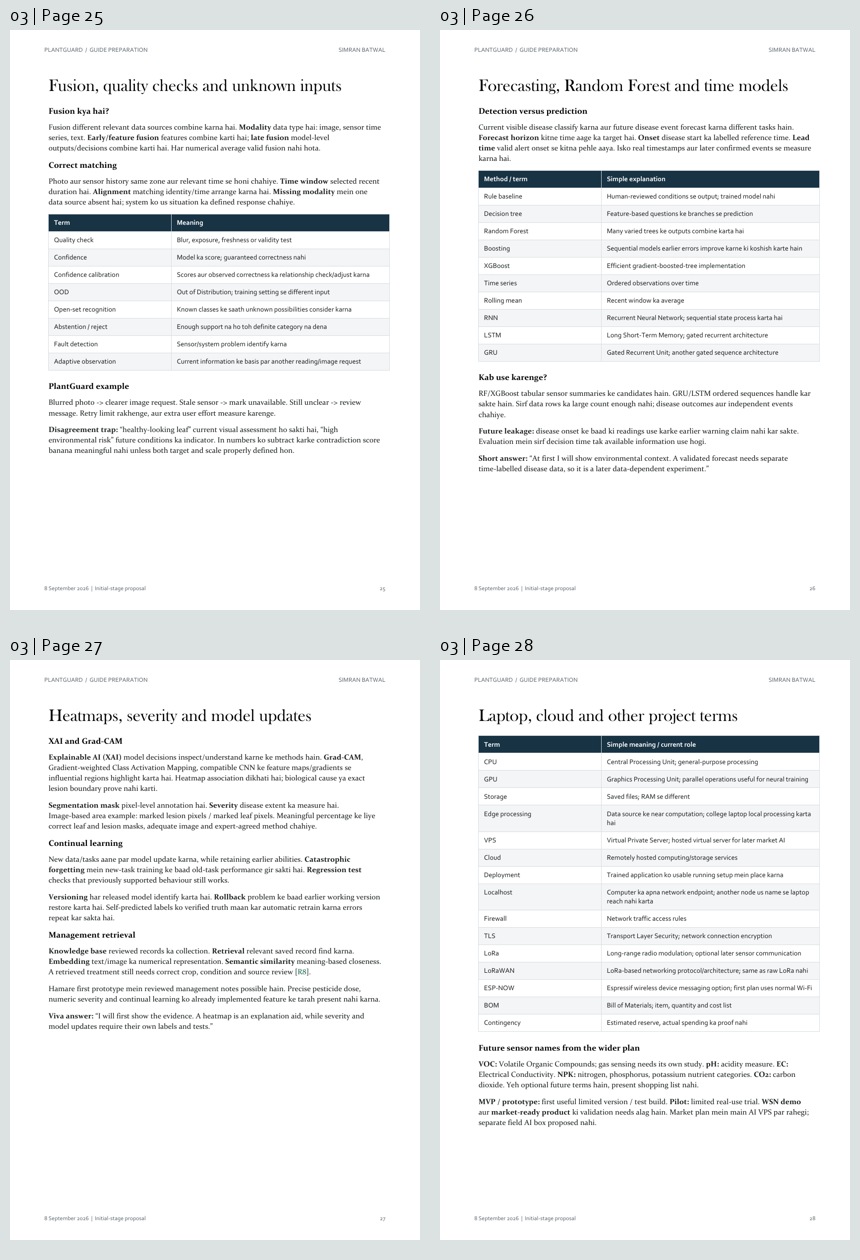 03 | Page 25
PLANTGUARD / GUIDE PREPARATION SIMRAN BATWAL
Fusion, quality checks and unknown inputs
Fusion kya hai?
Fusion different relevant data sources combine karna hai. Modality data type hai: image, sensor time
series, text. Early/feature fusion features combine karti hai; late fusion model-level
outputs/decisions combine karti hai. Har numerical average valid fusion nahi hota.
Correct matching
Photo aur sensor history same zone aur relevant time se honi chahiye. Time window selected recent
duration hai. Alignment matching identity/time arrange karna hai. Missing modality mein one
data source absent hai; system ko us situation ka defined response chahiye.
Term Meaning
Quality check Blur, exposure, freshness or validity test
Confidence Model ka score; guaranteed correctness nahi
Confidence calibration Scores aur observed correctness ka relationship check/adjust karna
OOD Out of Distribution; training setting se different input
Open-set recognition Known classes ke saath unknown possibilities consider karna
Abstention / reject Enough support na ho toh definite category na dena
Fault detection Sensor/system problem identify karna
Adaptive observation Current information ke basis par another reading/image request
PlantGuard example
Blurred photo -> clearer image request. Stale sensor -> mark unavailable. Still unclear -> review
message. Retry limit rakhenge, aur extra user effort measure karenge.
Disagreement trap: "healthy-looking leaf" current visual assessment ho sakti hai, "high
environmental risk" future conditions ka indicator. In numbers ko subtract karke contradiction score
banana meaningful nahi unless both target and scale properly defined hon.
8 September 2026 | Initial-stage proposal 25
03 | Page 26
PLANTGUARD / GUIDE PREPARATION SIMRAN BATWAL
Forecasting, Random Forest and time models
Detection versus prediction
Current visible disease classify karna aur future disease event forecast karna different tasks hain.
Forecast horizon kitne time aage ka target hai. Onset disease start ka labelled reference time. Lead
time valid alert onset se kitna pehle aaya. Isko real timestamps aur later confirmed events se measure
karna hai.
Method / term Simple explanation
Rule baseline Human-reviewed conditions se output; trained model nahi
Decision tree Feature-based questions ke branches se prediction
Random Forest Many varied trees ke outputs combine karta hai
Boosting Sequential models earlier errors improve karne ki koshish karte hain
XGBoost Efficient gradient-boosted-tree implementation
Time series Ordered observations over time
Rolling mean Recent window ka average
RNN Recurrent Neural Network; sequential state process karta hai
LSTM Long Short-Term Memory; gated recurrent architecture
GRU Gated Recurrent Unit; another gated sequence architecture
Kab use karenge?
RF/XGBoost tabular sensor summaries ke candidates hain. GRU/LSTM ordered sequences handle kar
sakte hain. Sirf data rows ka large count enough nahi; disease outcomes aur independent events
chahiye.
Future leakage: disease onset ke baad ki readings use karke earlier warning claim nahi kar sakte.
Evaluation mein sirf decision time tak available information use hogi.
Short answer: "At first I will show environmental context. A validated forecast needs separate
time-labelled disease data, so it is a later data-dependent experiment."
8 September 2026 | Initial-stage proposal 26
03 | Page 27
PLANTGUARD / GUIDE PREPARATION SIMRAN BATWAL
Heatmaps, severity and model updates
XAI and Grad-CAM
Explainable AI (XAI) model decisions inspect/understand karne ke methods hain. Grad-CAM,
Gradient-weighted Class Activation Mapping, compatible CNN ke feature maps/gradients se
influential regions highlight karta hai. Heatmap association dikhati hai; biological cause ya exact
lesion boundary prove nahi karti.
Segmentation mask pixel-level annotation hai. Severity disease extent ka measure hai.
Image-based area example: marked lesion pixels / marked leaf pixels. Meaningful percentage ke liye
correct leaf and lesion masks, adequate image and expert-agreed method chahiye.
Continual learning
New data/tasks aane par model update karna, while retaining earlier abilities. Catastrophic
forgetting mein new-task training ke baad old-task performance gir sakti hai. Regression test
checks that previously supported behaviour still works.
Versioning har released model identify karta hai. Rollback problem ke baad earlier working version
restore karta hai. Self-predicted labels ko verified truth maan kar automatic retrain karna errors
repeat kar sakta hai.
Management retrieval
Knowledge base reviewed records ka collection. Retrieval relevant saved record find karna.
Embedding text/image ka numerical representation. Semantic similarity meaning-based closeness.
A retrieved treatment still needs correct crop, condition and source review [R8].
Hamare first prototype mein reviewed management notes possible hain. Precise pesticide dose,
numeric severity and continual learning ko already implemented feature ke tarah present nahi karna.
Viva answer: "I will first show the evidence. A heatmap is an explanation aid, while severity and
model updates require their own labels and tests."
8 September 2026 | Initial-stage proposal 27
03 | Page 28
PLANTGUARD / GUIDE PREPARATION SIMRAN BATWAL
Laptop, cloud and other project terms
Term Simple meaning / current role
CPU Central Processing Unit; general-purpose processing
GPU Graphics Processing Unit; parallel operations useful for neural training
Storage Saved files; RAM se different
Edge processing Data source ke near computation; college laptop local processing karta
hai
VPS Virtual Private Server; hosted virtual server for later market AI
Cloud Remotely hosted computing/storage services
Deployment Trained application ko usable running setup mein place karna
Localhost Computer ka apna network endpoint; another node us name se laptop
reach nahi karta
Firewall Network traffic access rules
TLS Transport Layer Security; network connection encryption
LoRa Long-range radio modulation; optional later sensor communication
LoRaWAN LoRa-based networking protocol/architecture; same as raw LoRa nahi
ESP-NOW Espressif wireless device messaging option; first plan uses normal Wi-Fi
BOM Bill of Materials; item, quantity and cost list
Contingency Estimated reserve, actual spending ka proof nahi
Future sensor names from the wider plan
VOC: Volatile Organic Compounds; gas sensing needs its own study. pH: acidity measure. EC:
Electrical Conductivity. NPK: nitrogen, phosphorus, potassium nutrient categories. CO2: carbon
dioxide. Yeh optional future terms hain, present shopping list nahi.
MVP / prototype: first useful limited version / test build. Pilot: limited real-use trial. WSN demo
aur market-ready product ki validation needs alag hain. Market plan mein main AI VPS par rahegi;
separate field AI box proposed nahi.
8 September 2026 | Initial-stage proposal 28